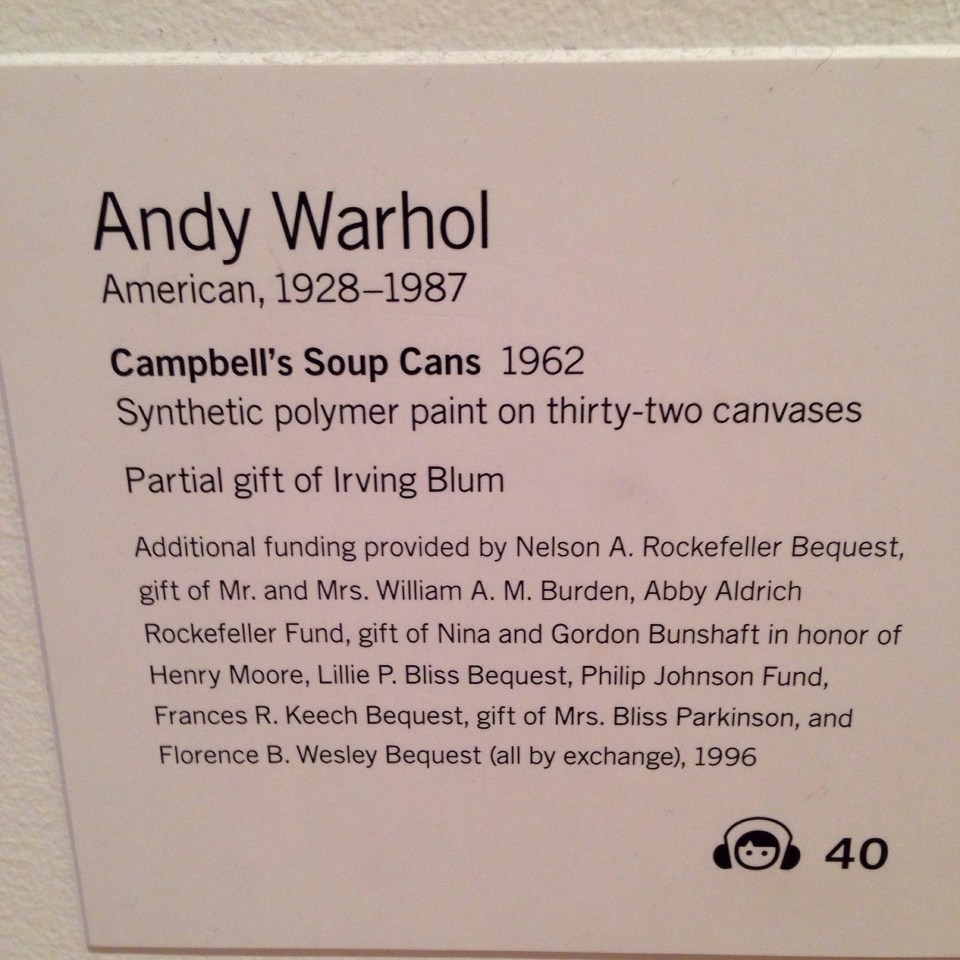 Andy Warhol
American, 1928–1987
Campbell’s Soup Cans 1962
Synthetic polymer paint on thirty-two canvases
Partial gift of Irving Blum
Additional funding provided by Nelson A. Rockefeller Bequest,
gift of Mr. and Mrs. William A. M. Burden, Abby Aldrich
Rockefeller Fund, gift of Nina and Gordon Bunshaft in honor of
Henry Moore, Lillie P. Bliss Bequest, Philip Johnson Fund,
Frances R. Keech Bequest, gift of Mrs. Bliss Parkinson, and
Florence B. Wesley Bequest (all by exchange), 1996
40